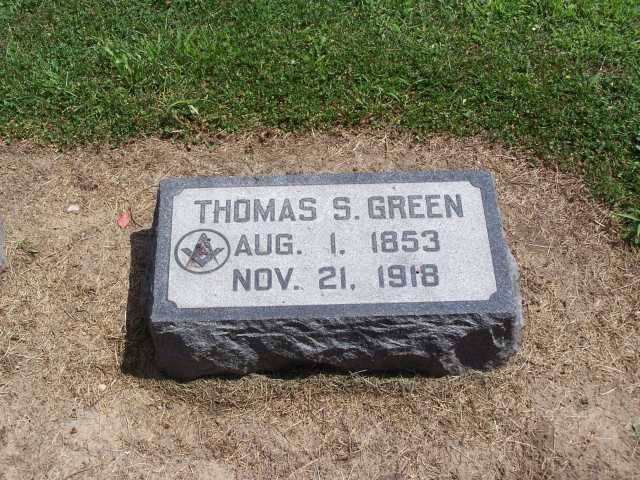 THOMAS S. GREEN
AUG. 1, 1853
NOV. 21, 1918